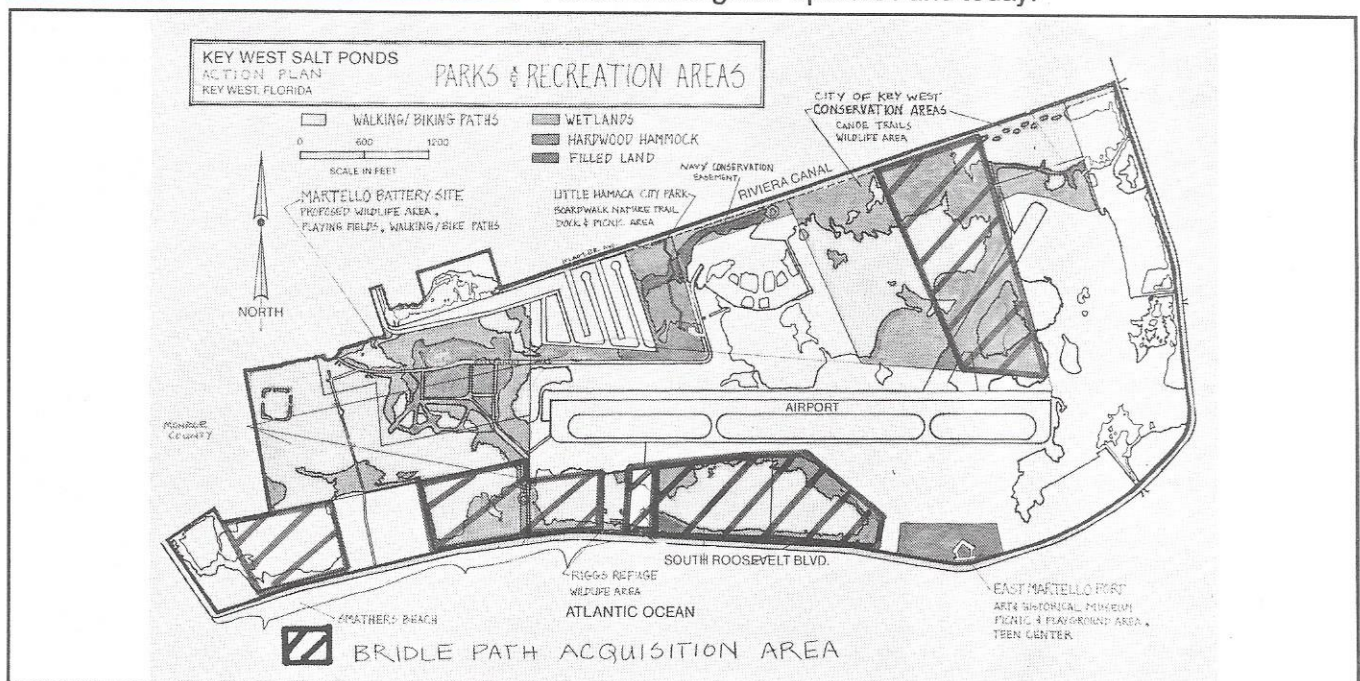 and today.
KEY WEST SALT PONDS
ACTION PLAN
KEY WEST, FLORIDA
PARKS & RECREATION AREAS
WALKING/BIKING PATHS
0 600 1200
SCALE IN FEET
WETLANDS
HARDWOOD HAMMOCK
FILLED LAND
CITY OF KEY WEST
CONSERVATION AREAS
CANOE TRAILS
WILDLIFE AREA
NAVY CONSERVATION
EASEMENT
RIVIERA CANAL
MARTELLO BATTERY SITE
PROPOSED WILDLIFE AREA,
PLAYING FIELDS, WALKING/BIKE PATHS
LITTLE HAMACA CITY PARK
BOARDWALK NATURE TRAIL
DOCK & PICNIC AREA
NORTH
AIRPORT
MONROE
COUNTY
SOUTH ROOSEVELT BLVD.
RIGGS REFUGE
WILDLIFE AREA
ATLANTIC OCEAN
SMATHERS BEACH
EAST MARTELLO FORT
ART & HISTORICAL MUSEUM
PICNIC & PLAYGROUND AREA,
TEEN CENTER
BRIDLE PATH ACQUISITION AREA